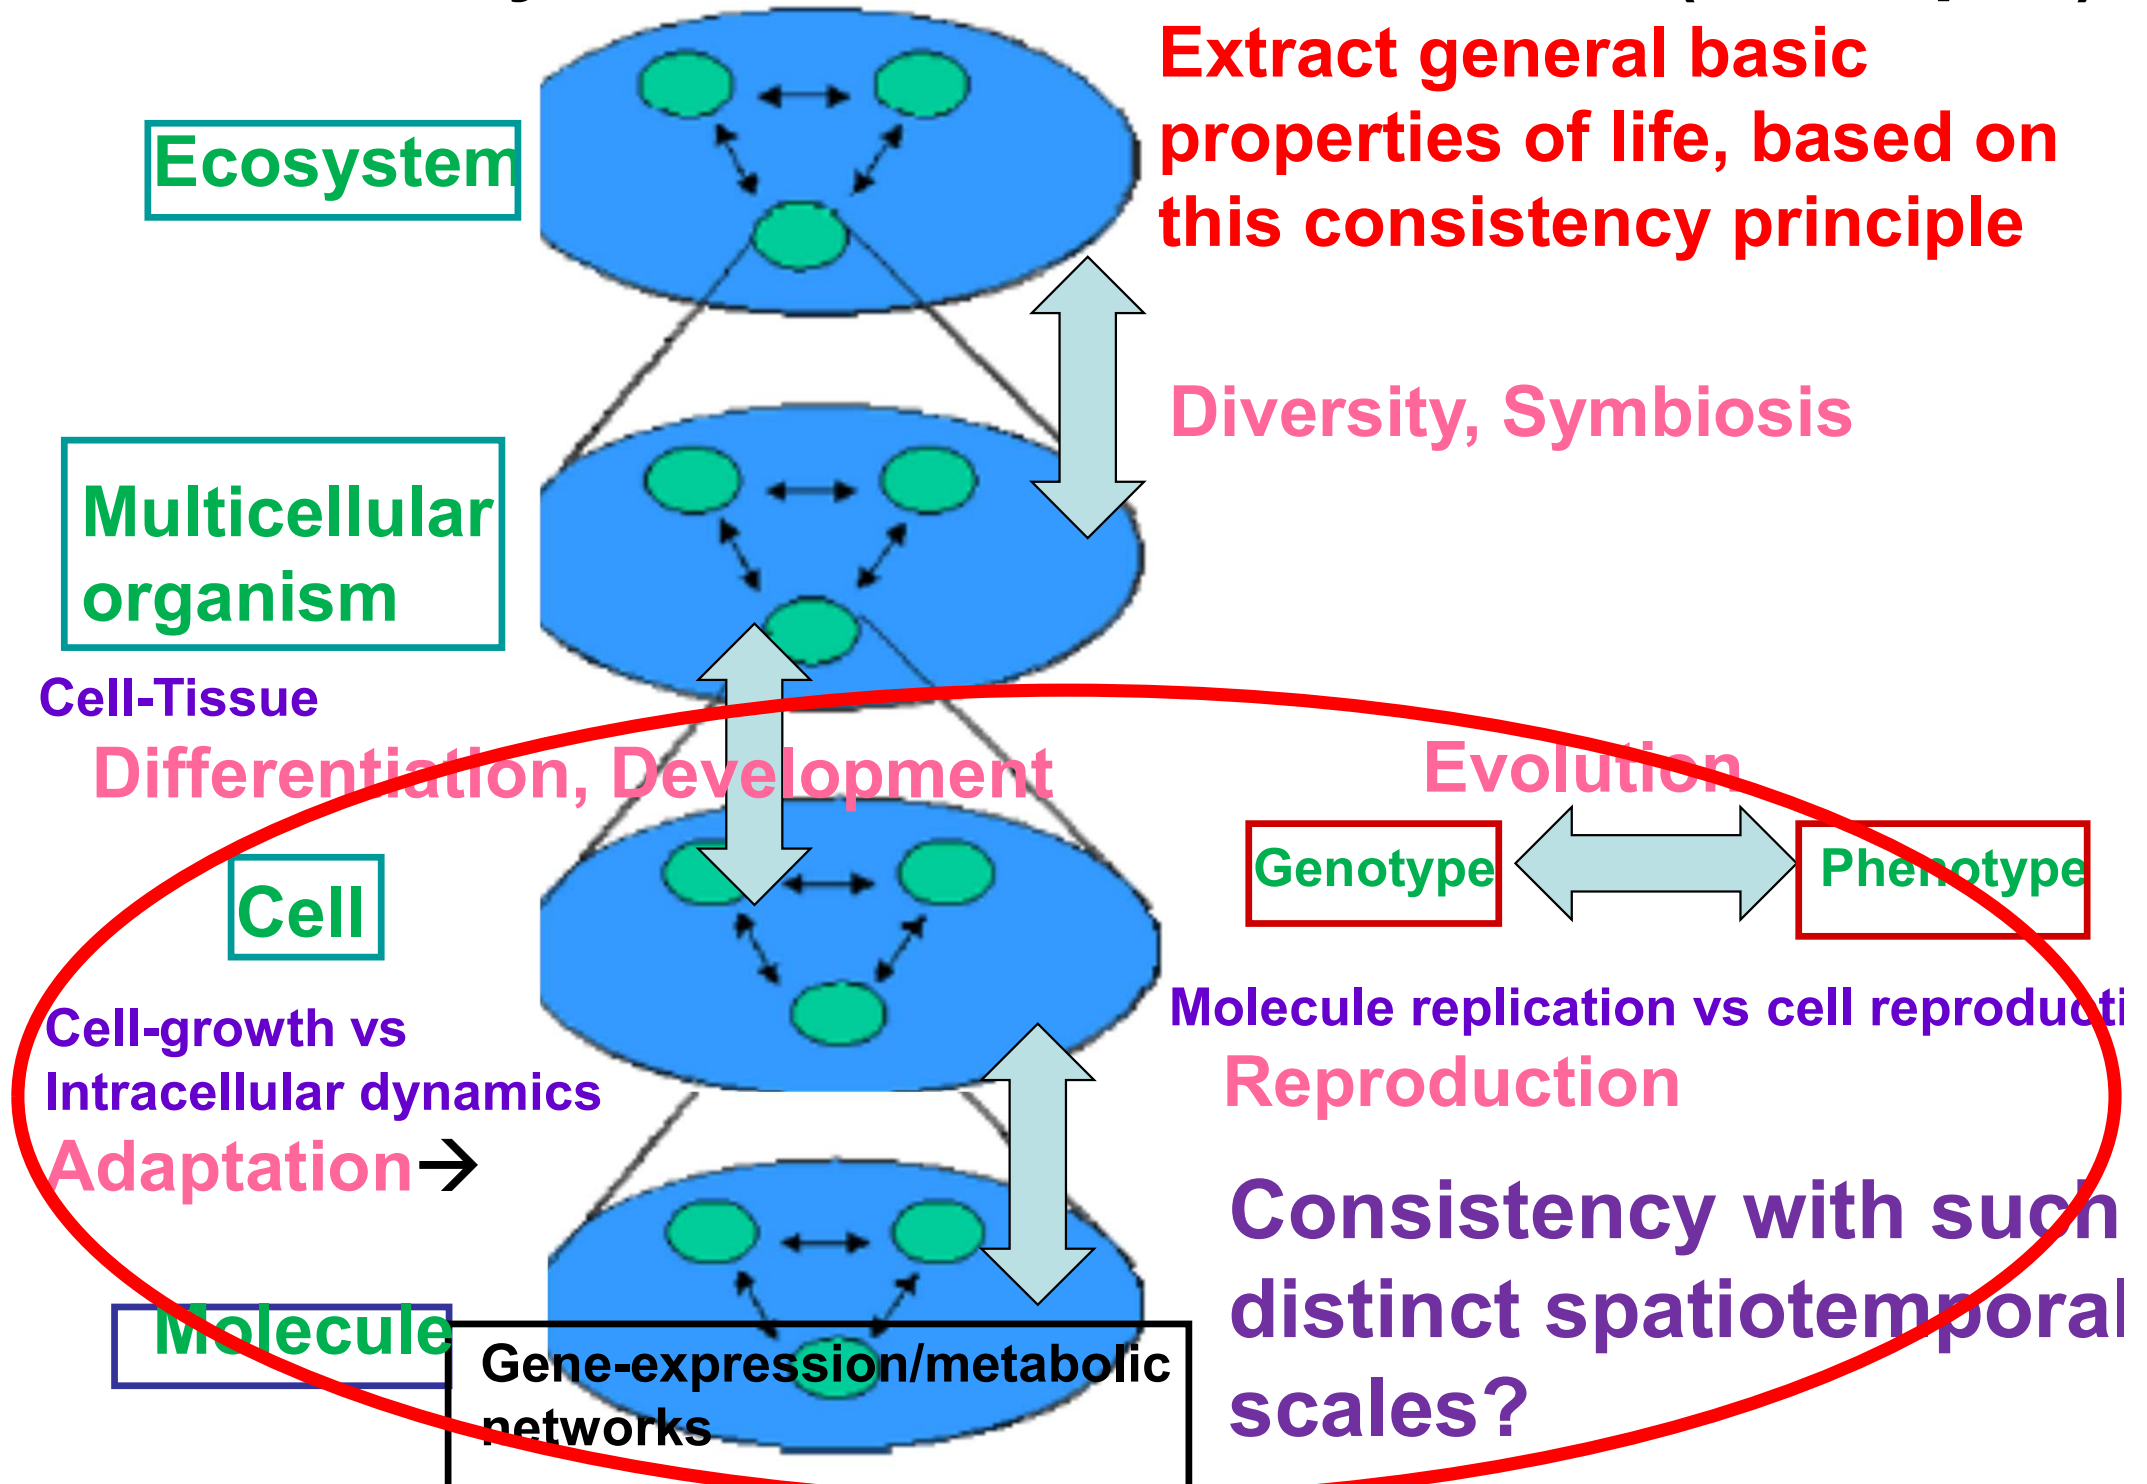 Extract general basic
properties of life, based on
this consistency principle
Ecosystem
Diversity, Symbiosis
Multicellular
organism
Cell-Tissue
Differentiation, Development
Evolution
Genotype
Phenotype
Cell
Cell-growth vs
Intracellular dynamics
Adaptation→
Molecule replication vs cell reproducti
Reproduction
Consistency with such
distinct spatiotemporal
scales?
Molecule
Gene-expression/metabolic
networks